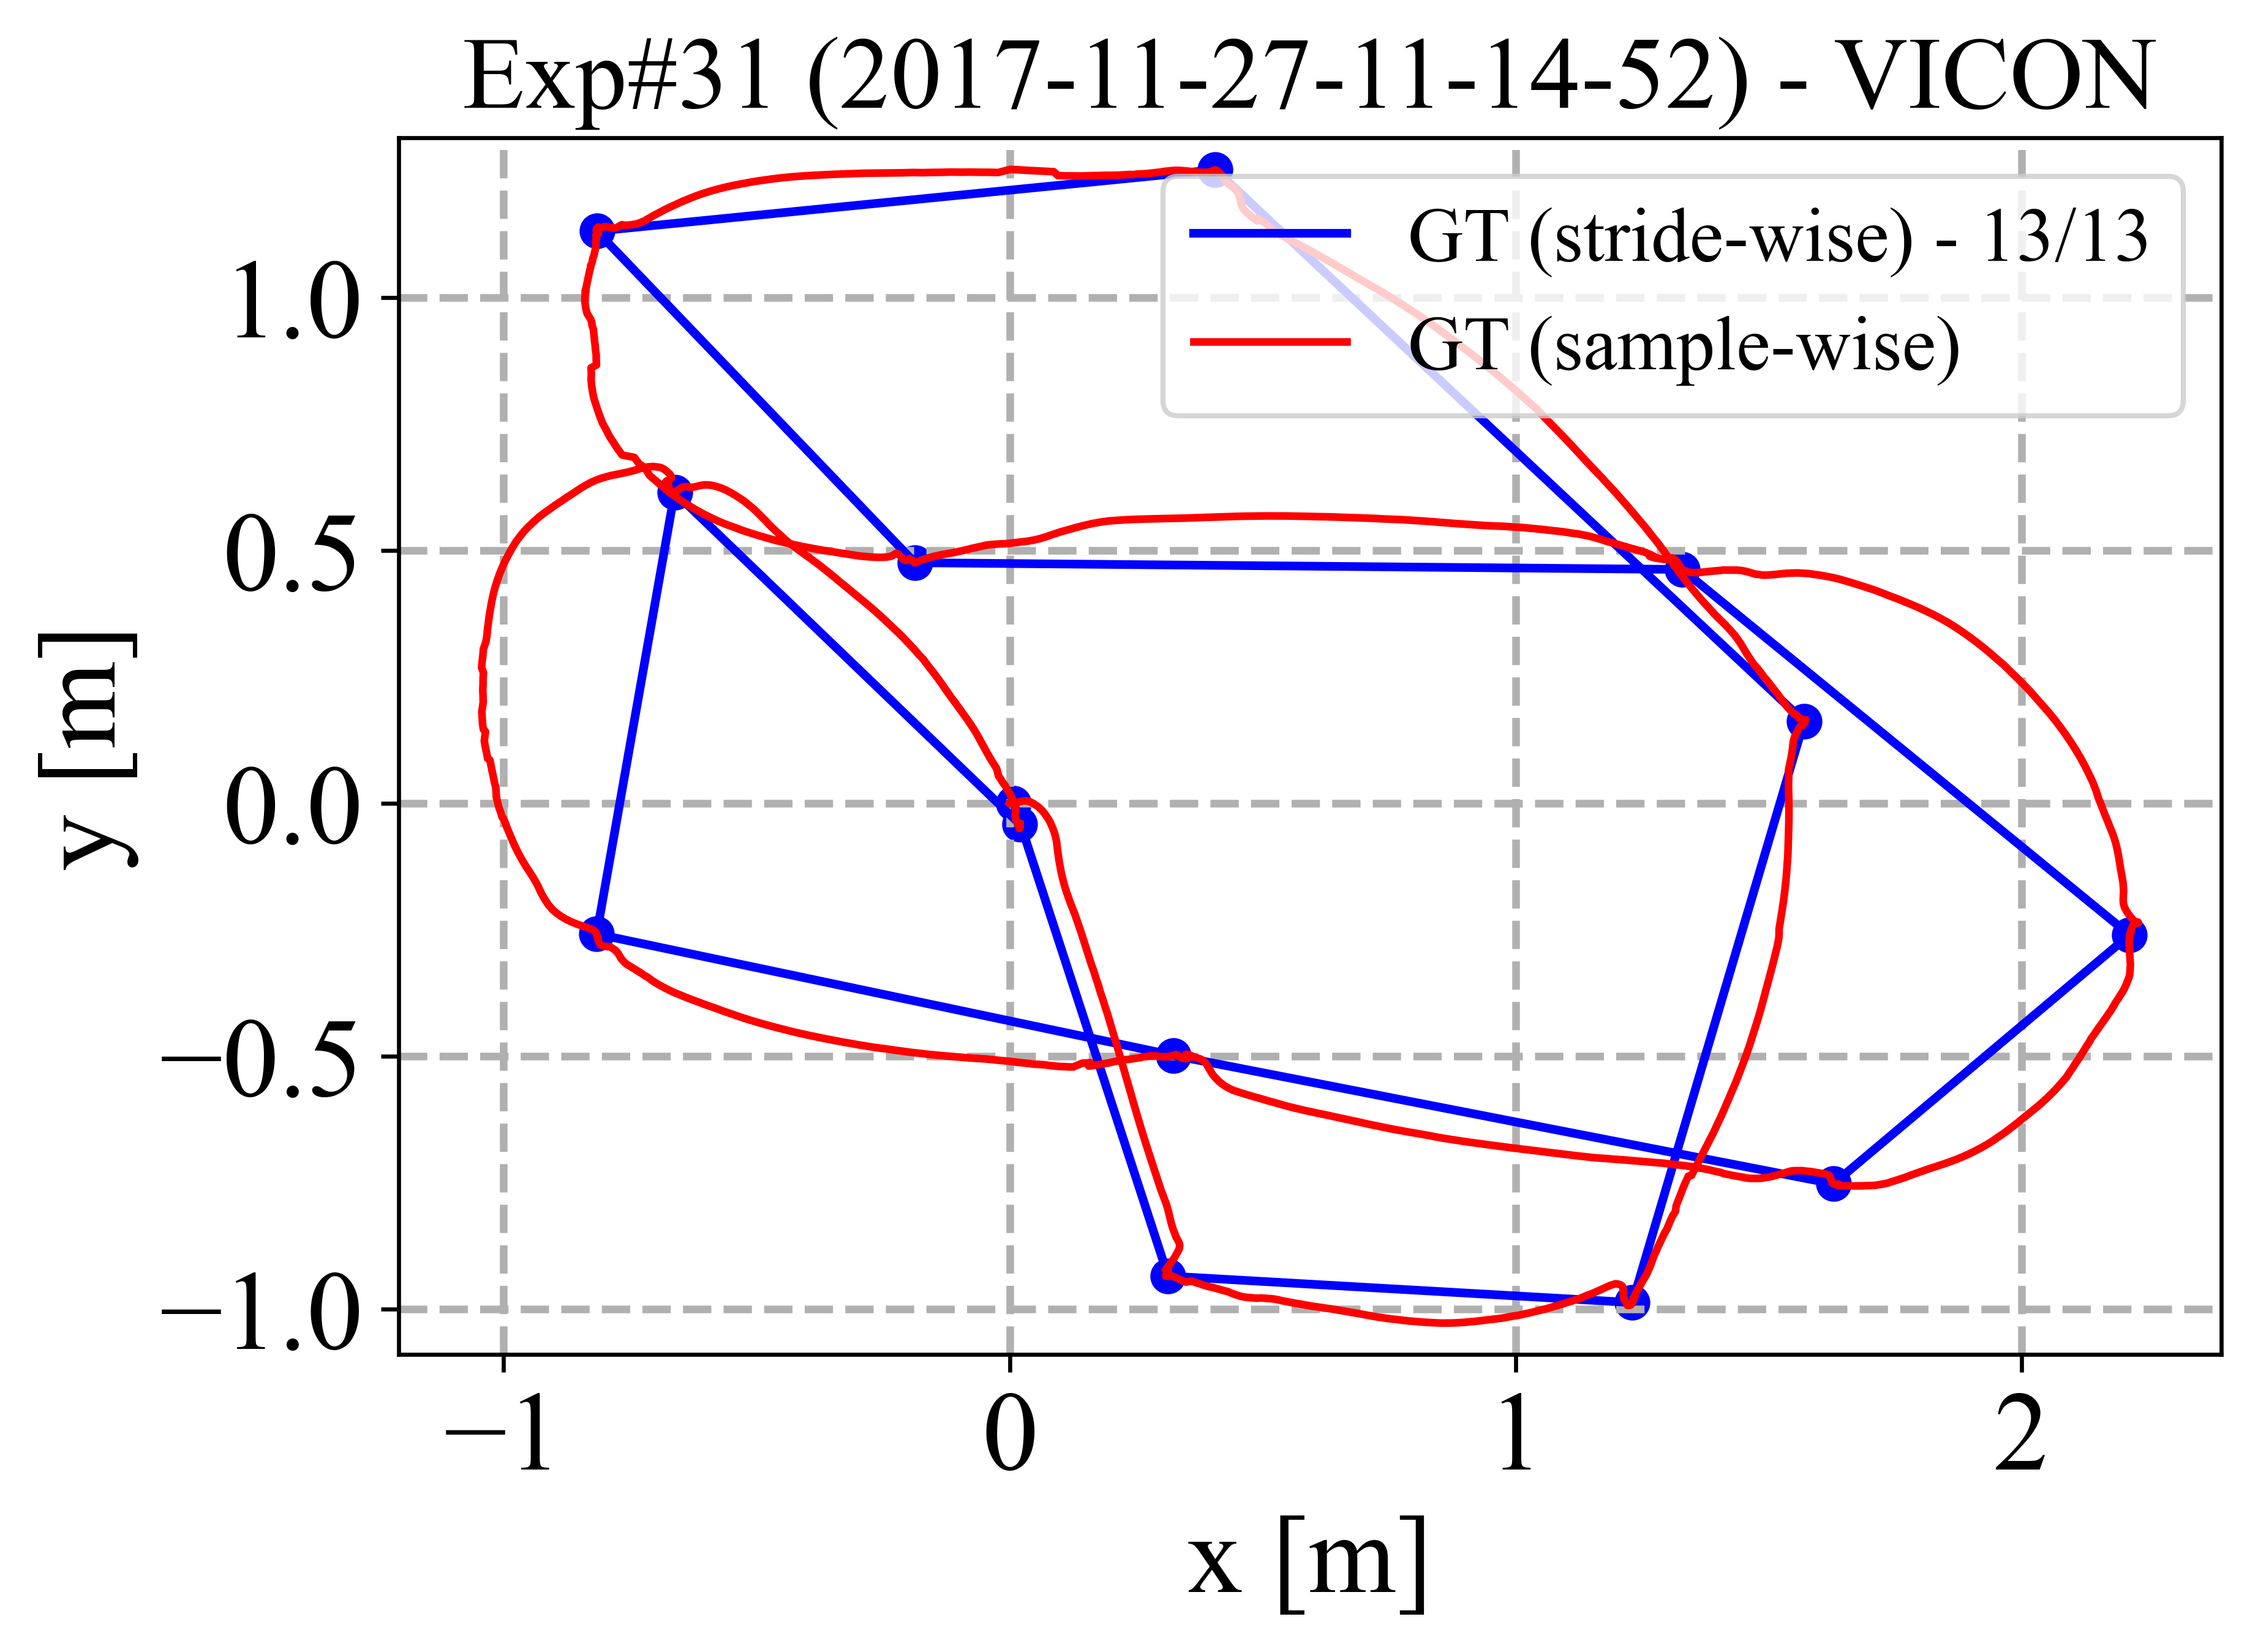 Exp#31 (2017-11-27-11-14-52) - VICON
GT (stride-wise) - 13/13
GT (sample-wise)
y [m]
1.0
0.5
0.0
−0.5
−1.0
−1 0 1 2
x [m]